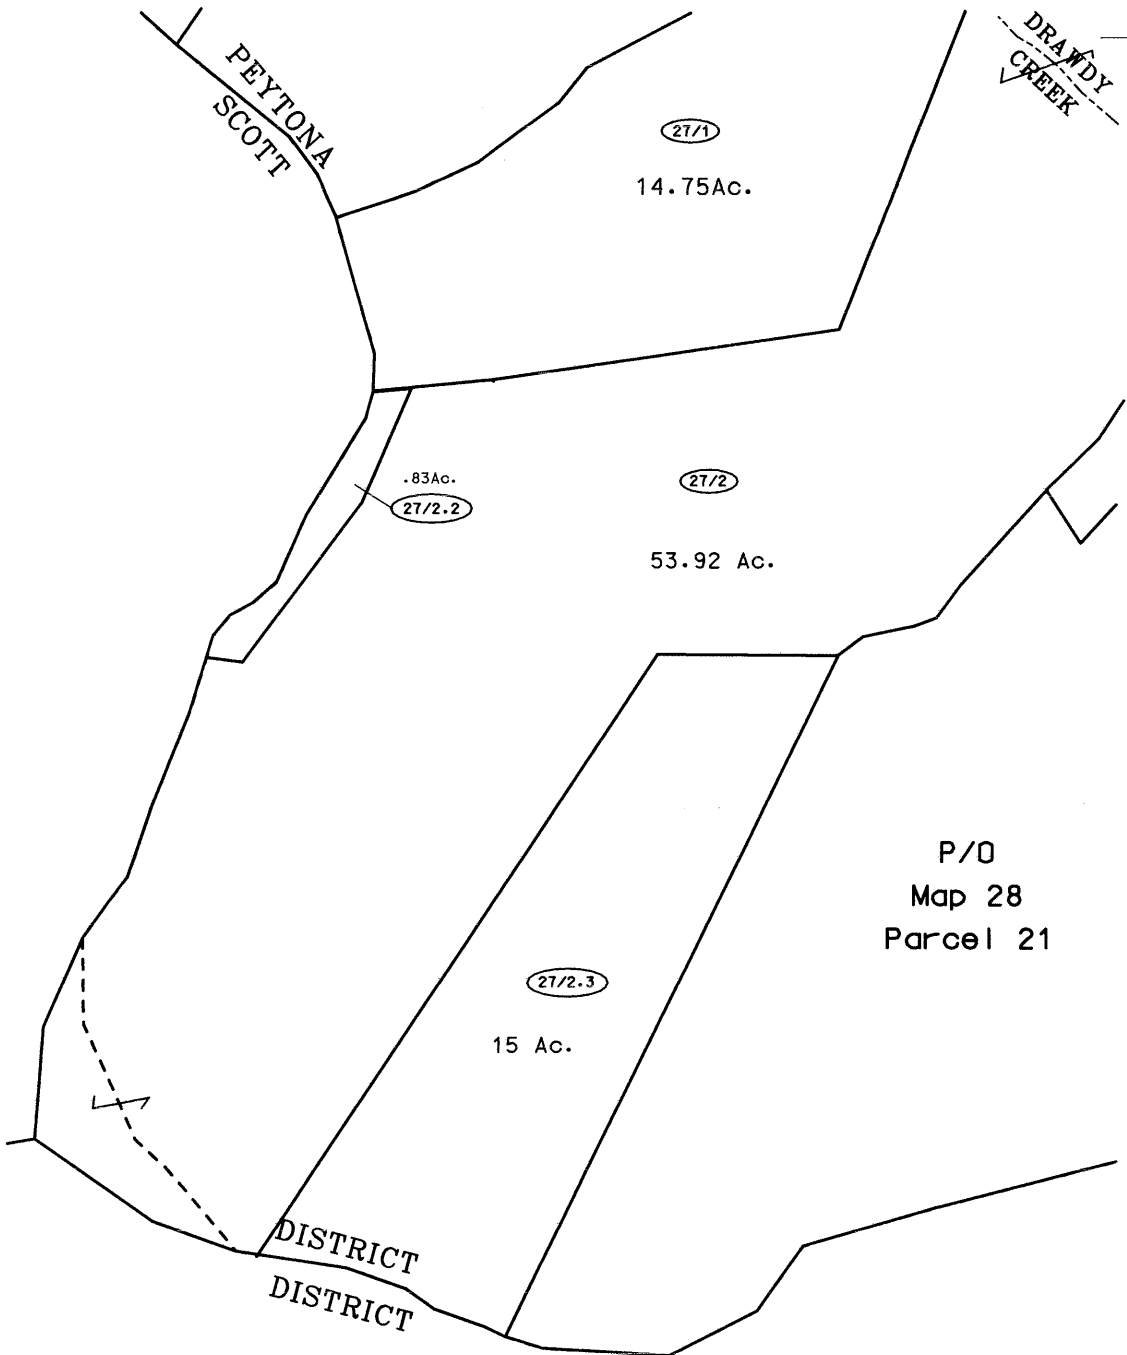 PEYTONA
SCOTT
DRAWDY
CREEK
27/1
14.75Ac.
.83Ac.
27/2.2
27/2
53.92 Ac.
P/O
Map 28
Parcel 21
27/2.3
15 Ac.
DISTRICT
DISTRICT